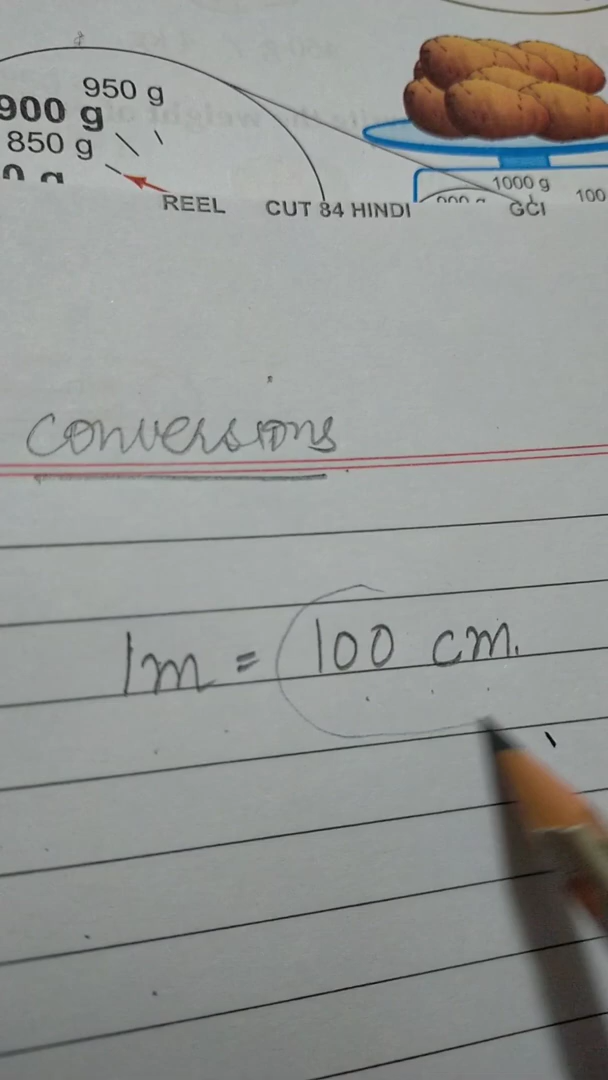 950 g
900 g
850 g
1000 g
100
REEL CUT 84 HINDI GCI
conversions
1m = 100 cm.